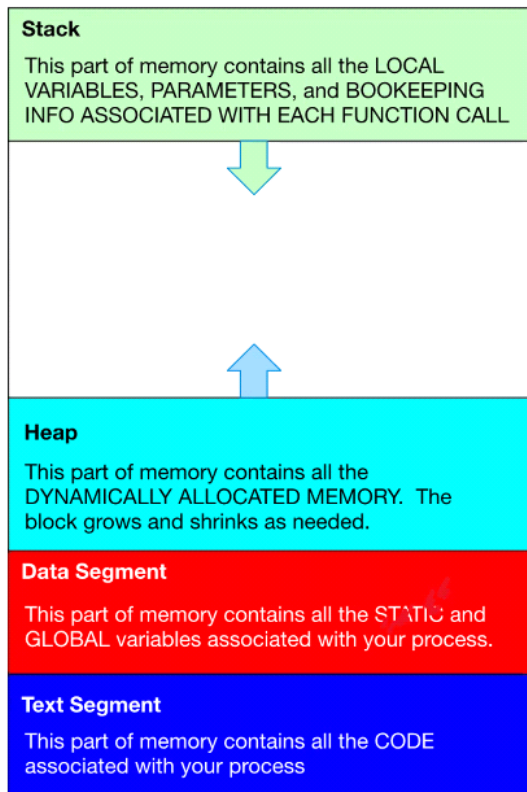 Stack
This part of memory contains all the LOCAL
VARIABLES, PARAMETERS, and BOOKEEPING
INFO ASSOCIATED WITH EACH FUNCTION CALL
Heap
This part of memory contains all the
DYNAMICALLY ALLOCATED MEMORY.  The
block grows and shrinks as needed.
Data Segment
This part of memory contains all the STATIC and
GLOBAL variables associated with your process.
Text Segment
This part of memory contains all the CODE
associated with your process